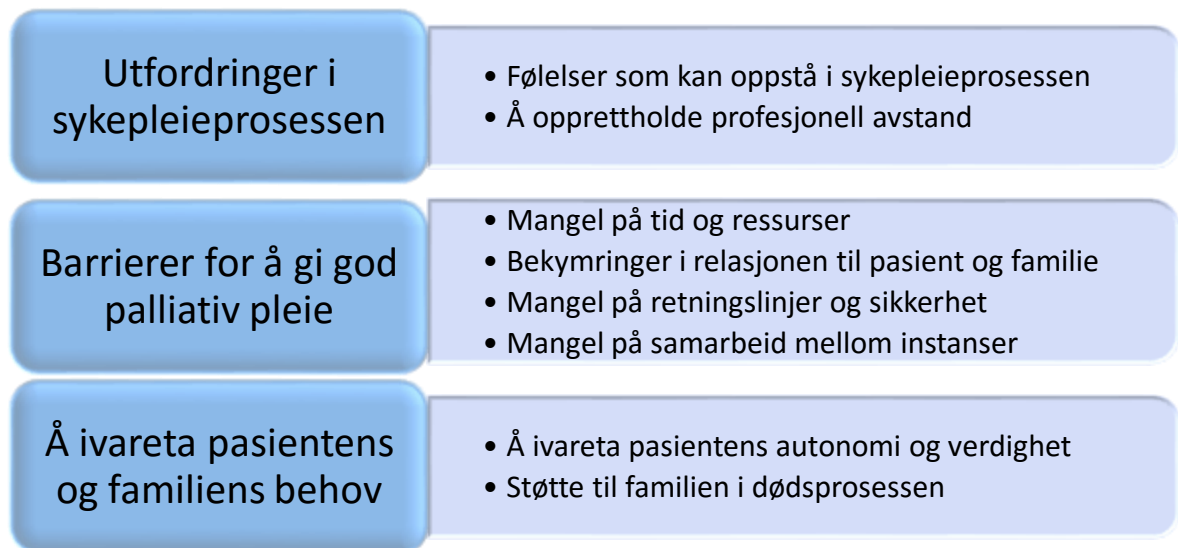 Utfordringer i
sykepleieprosessen
• Følelser som kan oppstå i sykepleieprosessen
• Å opprettholde profesjonell avstand
Barrierer for å gi god
palliativ pleie
• Mangel på tid og ressurser
• Bekymringer i relasjonen til pasient og familie
• Mangel på retningslinjer og sikkerhet
• Mangel på samarbeid mellom instanser
Å ivareta pasientens
og familiens behov
• Å ivareta pasientens autonomi og verdighet
• Støtte til familien i dødsprosessen